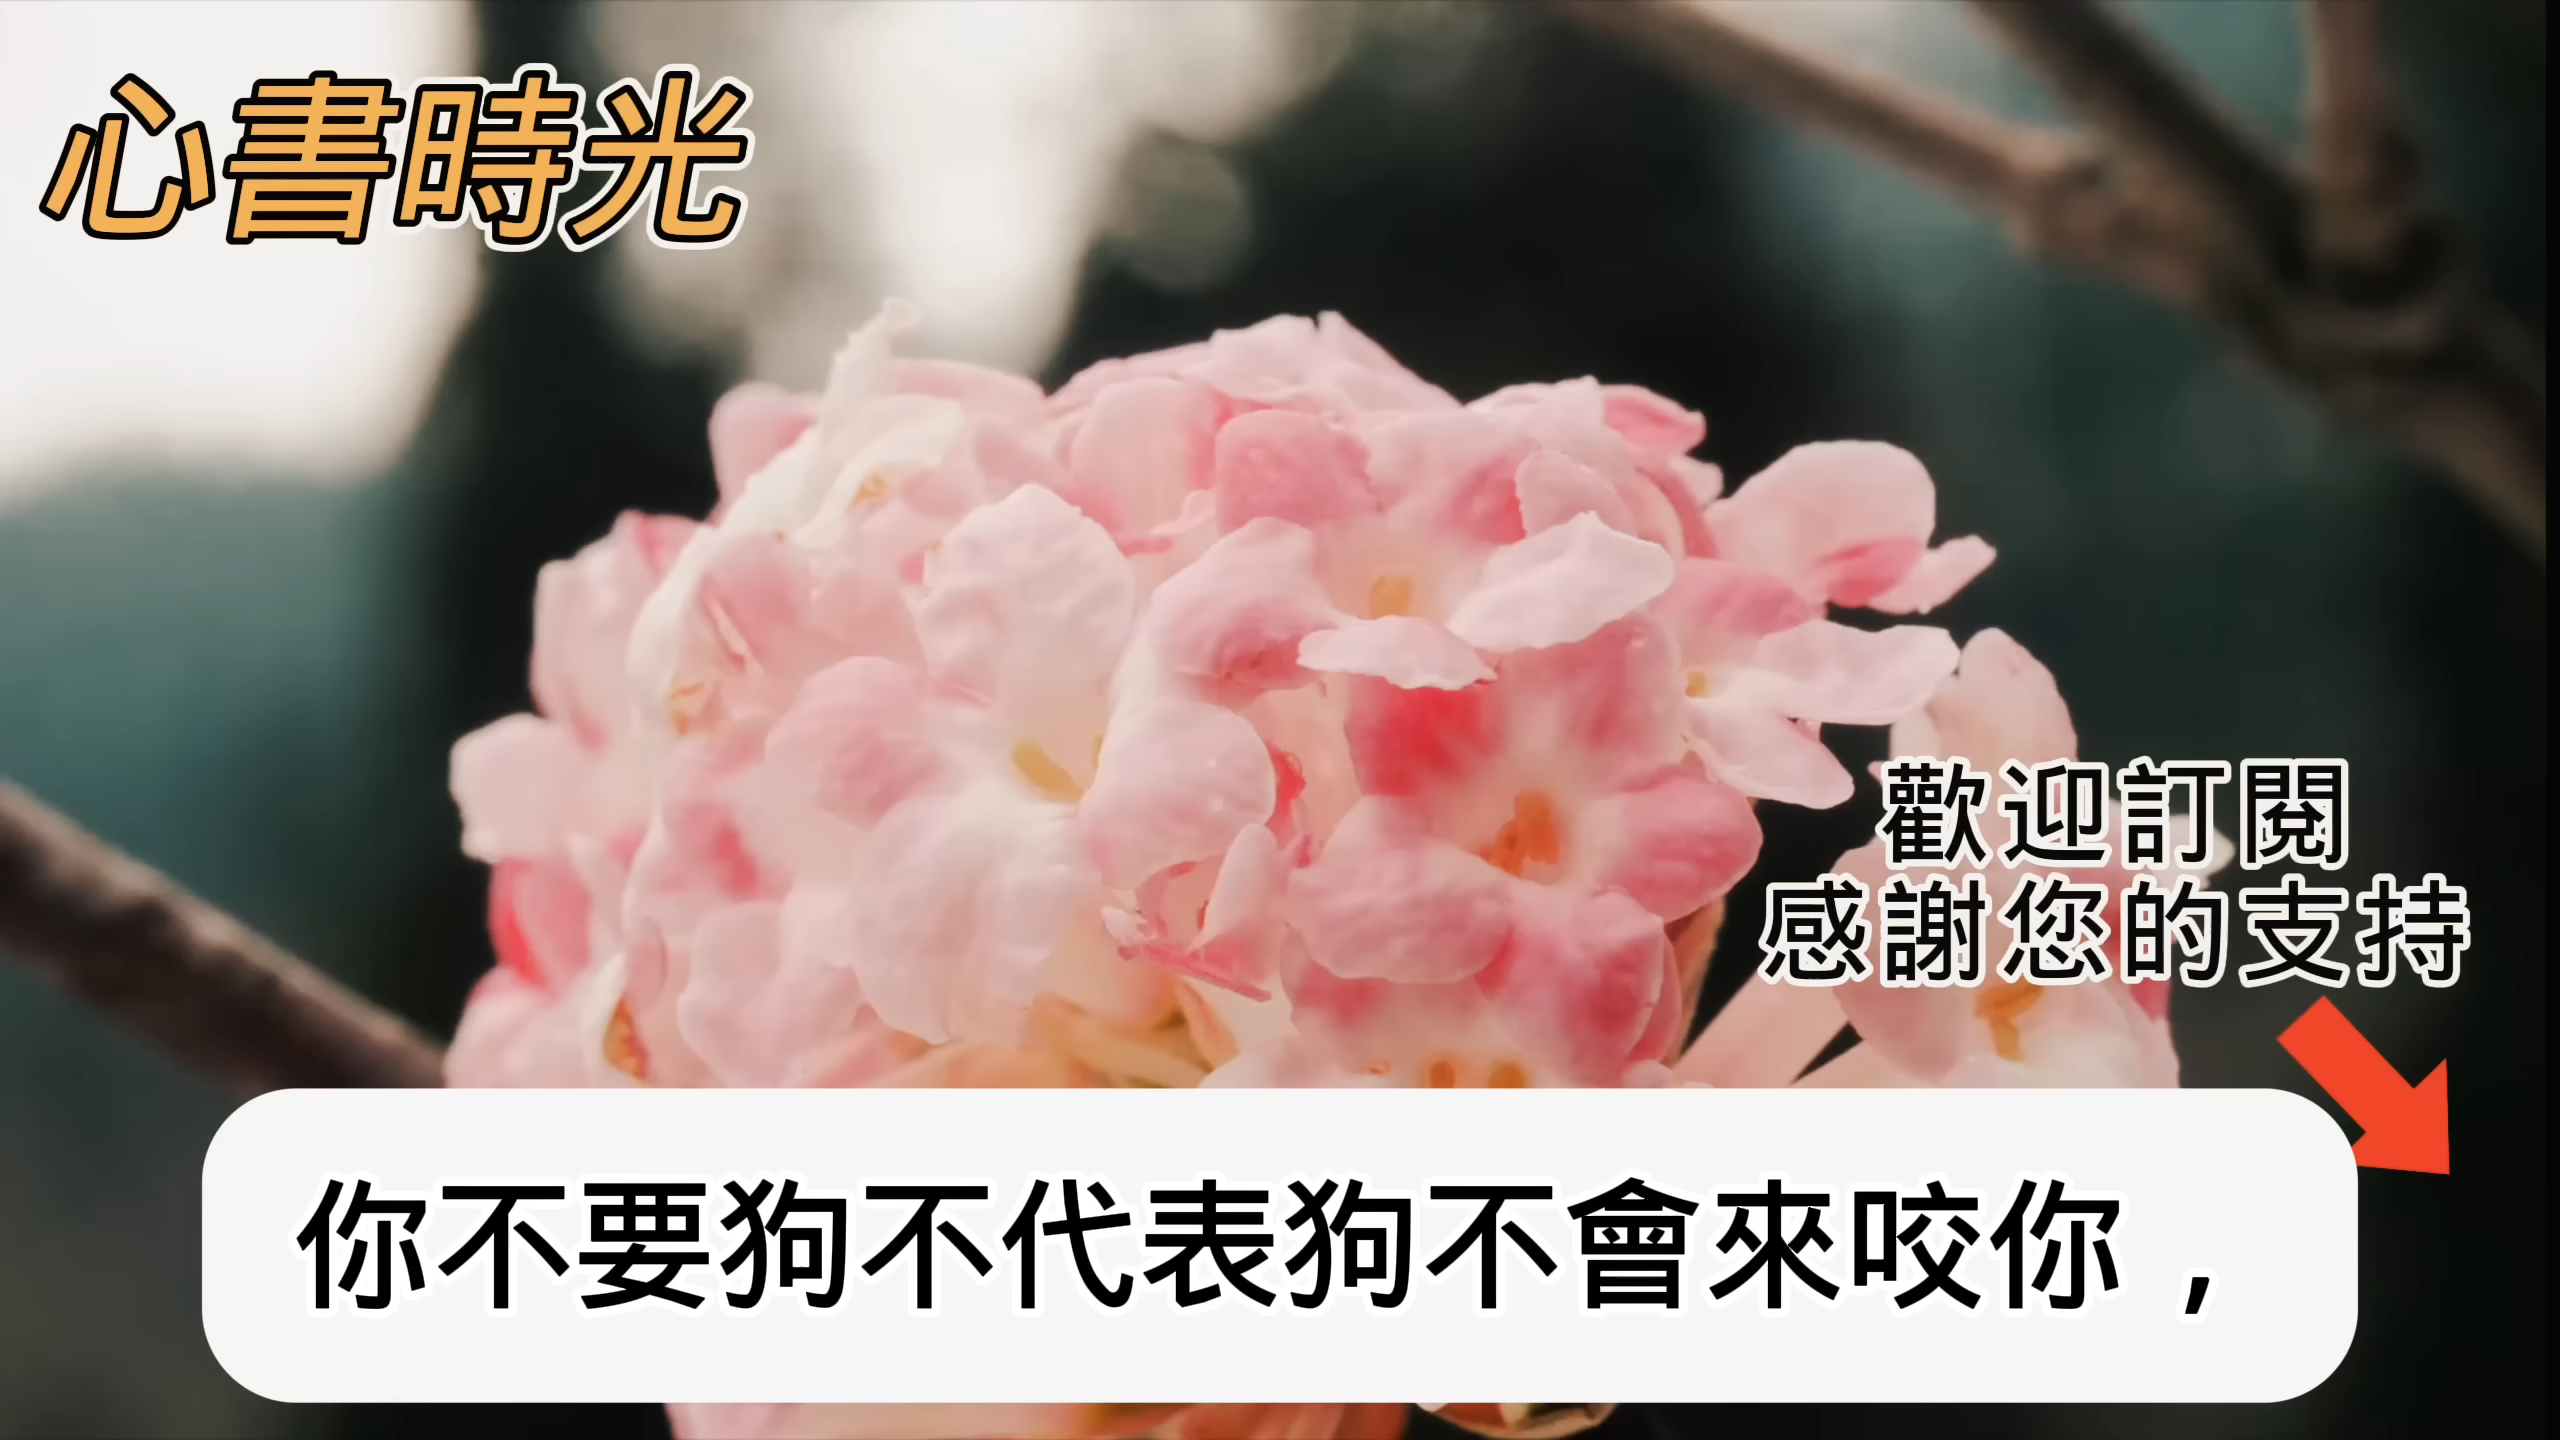 心書時光
歡迎訂閱
感謝您的支持
你不要狗不代表狗不會來咬你，